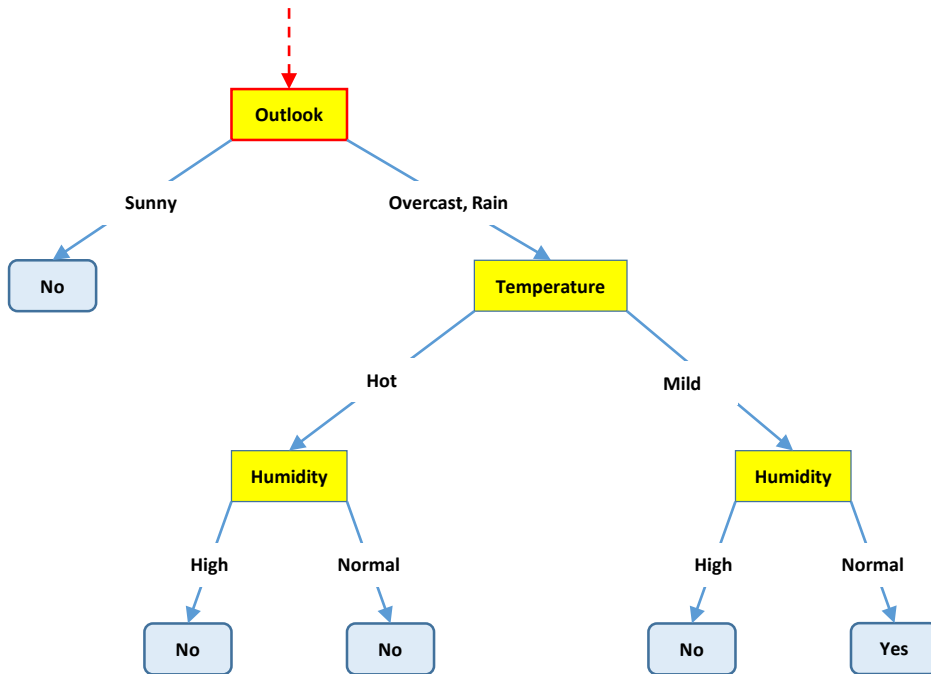 Outlook
Sunny
Overcast, Rain
No
Temperature
Hot
Mild
Humidity
Humidity
High
Normal
High
Normal
No
No
No
Yes